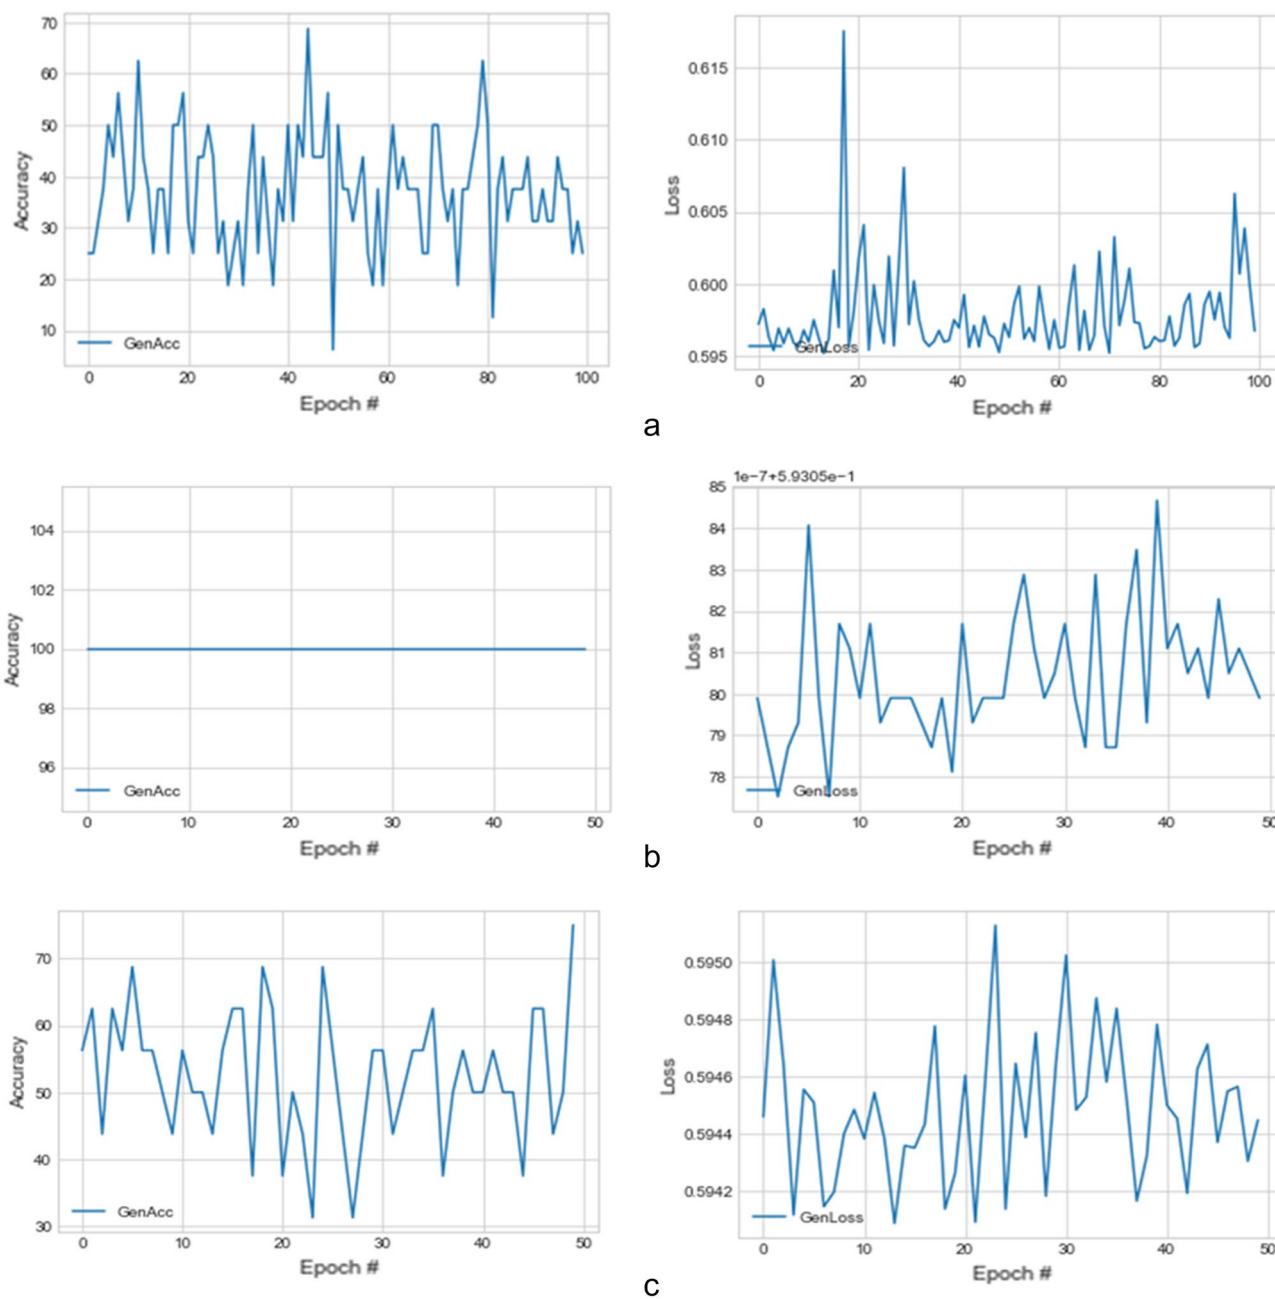 70
60
50
40
30
20
10
Accuracy
GenAcc
0 20 40 60 80 100
Epoch #
0.615
0.610
0.605
0.600
0.595
Loss
GenLoss
0 20 40 60 80 100
Epoch #
a
104
102
100
98
96
Accuracy
GenAcc
0 10 20 30 40 50
Epoch #
1e−7+5.9305e−1
85
84
83
82
81
80
79
78
Loss
GenLoss
0 10 20 30 40 50
Epoch #
b
70
60
50
40
30
Accuracy
GenAcc
0 10 20 30 40 50
Epoch #
0.5950
0.5948
0.5946
0.5944
0.5942
Loss
GenLoss
0 10 20 30 40 50
Epoch #
c